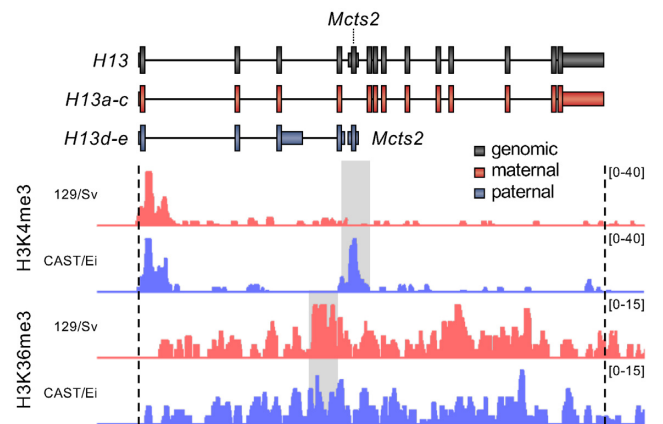 Mcts2
H13
H13a-c
H13d-e Mcts2
genomic
maternal
paternal
H3K4me3
129/Sv [0-40]
CAST/Ei [0-40]
H3K36me3
129/Sv [0-15]
CAST/Ei [0-15]